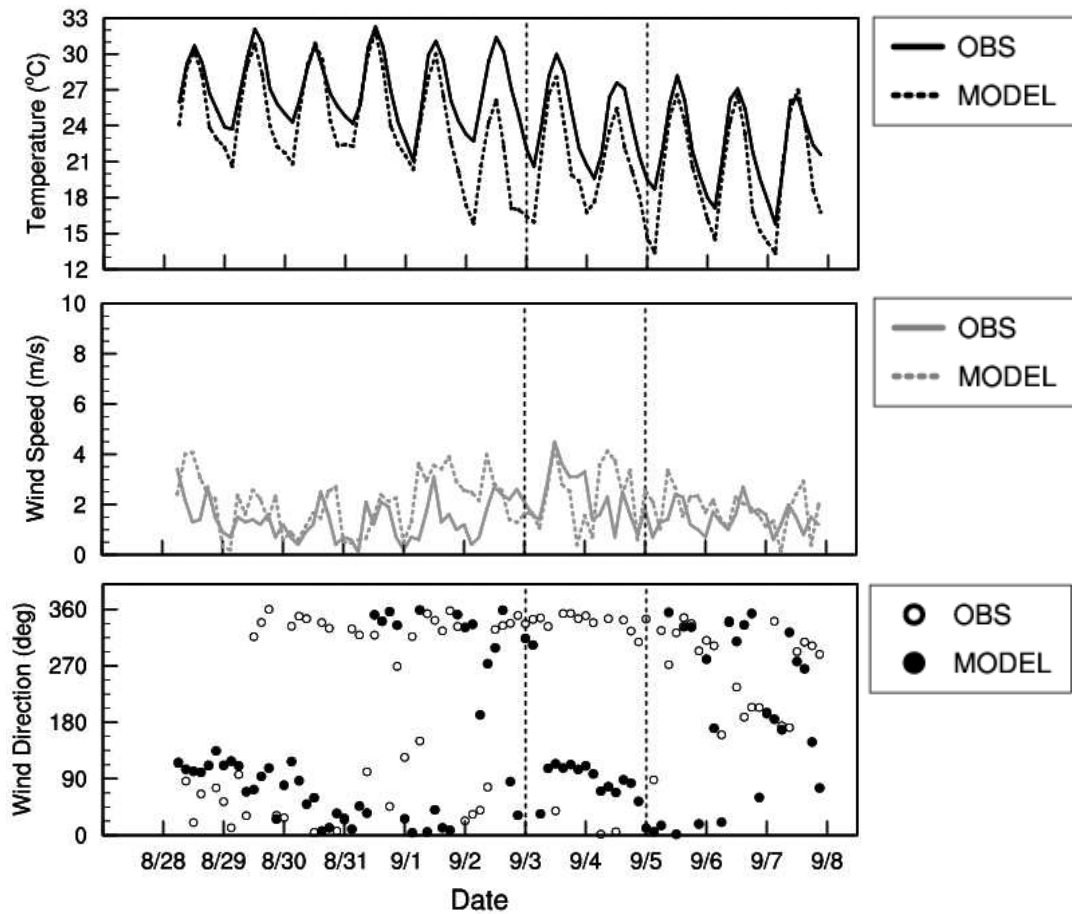 33
30
27
24
21
18
15
12
Temperature (°C)
OBS
MODEL
10
8
6
4
2
0
Wind Speed (m/s)
OBS
MODEL
360
270
180
90
0
Wind Direction (deg)
OBS
MODEL
8/28 8/29 8/30 8/31 9/1 9/2 9/3 9/4 9/5 9/6 9/7 9/8
Date